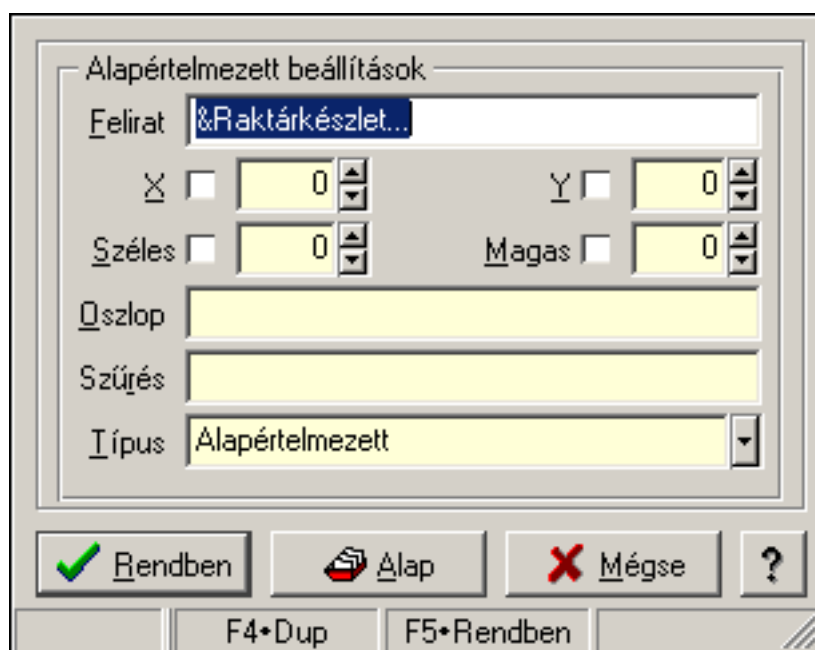 Alapértelmezett beállítások
Felirat &Raktárkészlet...
X 0 Y 0
Széles 0 Magas 0
Oszlop
Szűrés
Típus Alapértelmezett
Rendben Alap Mégse ?
F4•Dup F5•Rendben